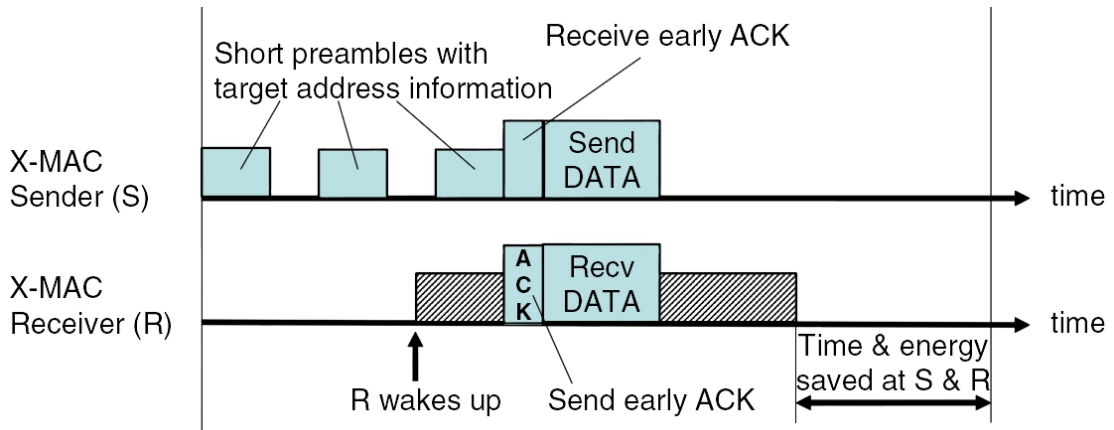 Receive early ACK
Short preambles with
target address information
X-MAC
Sender (S)
Send
DATA
time
X-MAC
Receiver (R)
A
C
K
Recv
DATA
time
Time & energy
saved at S & R
R wakes up
Send early ACK